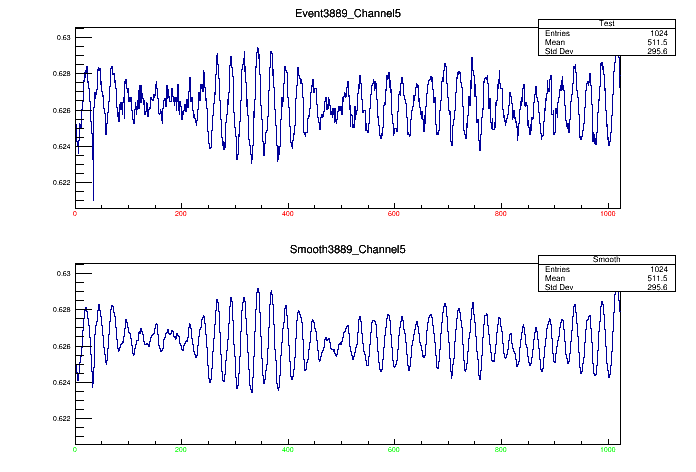 Event3889_Channel5
Test
Entries 1024
Mean 511.5
Std Dev 295.6
0.63
0.628
0.626
0.624
0.622
0 200 400 600 800 1000
Smooth3889_Channel5
Smooth
Entries 1024
Mean 511.5
Std Dev 295.6
0.63
0.628
0.626
0.624
0.622
0 200 400 600 800 1000